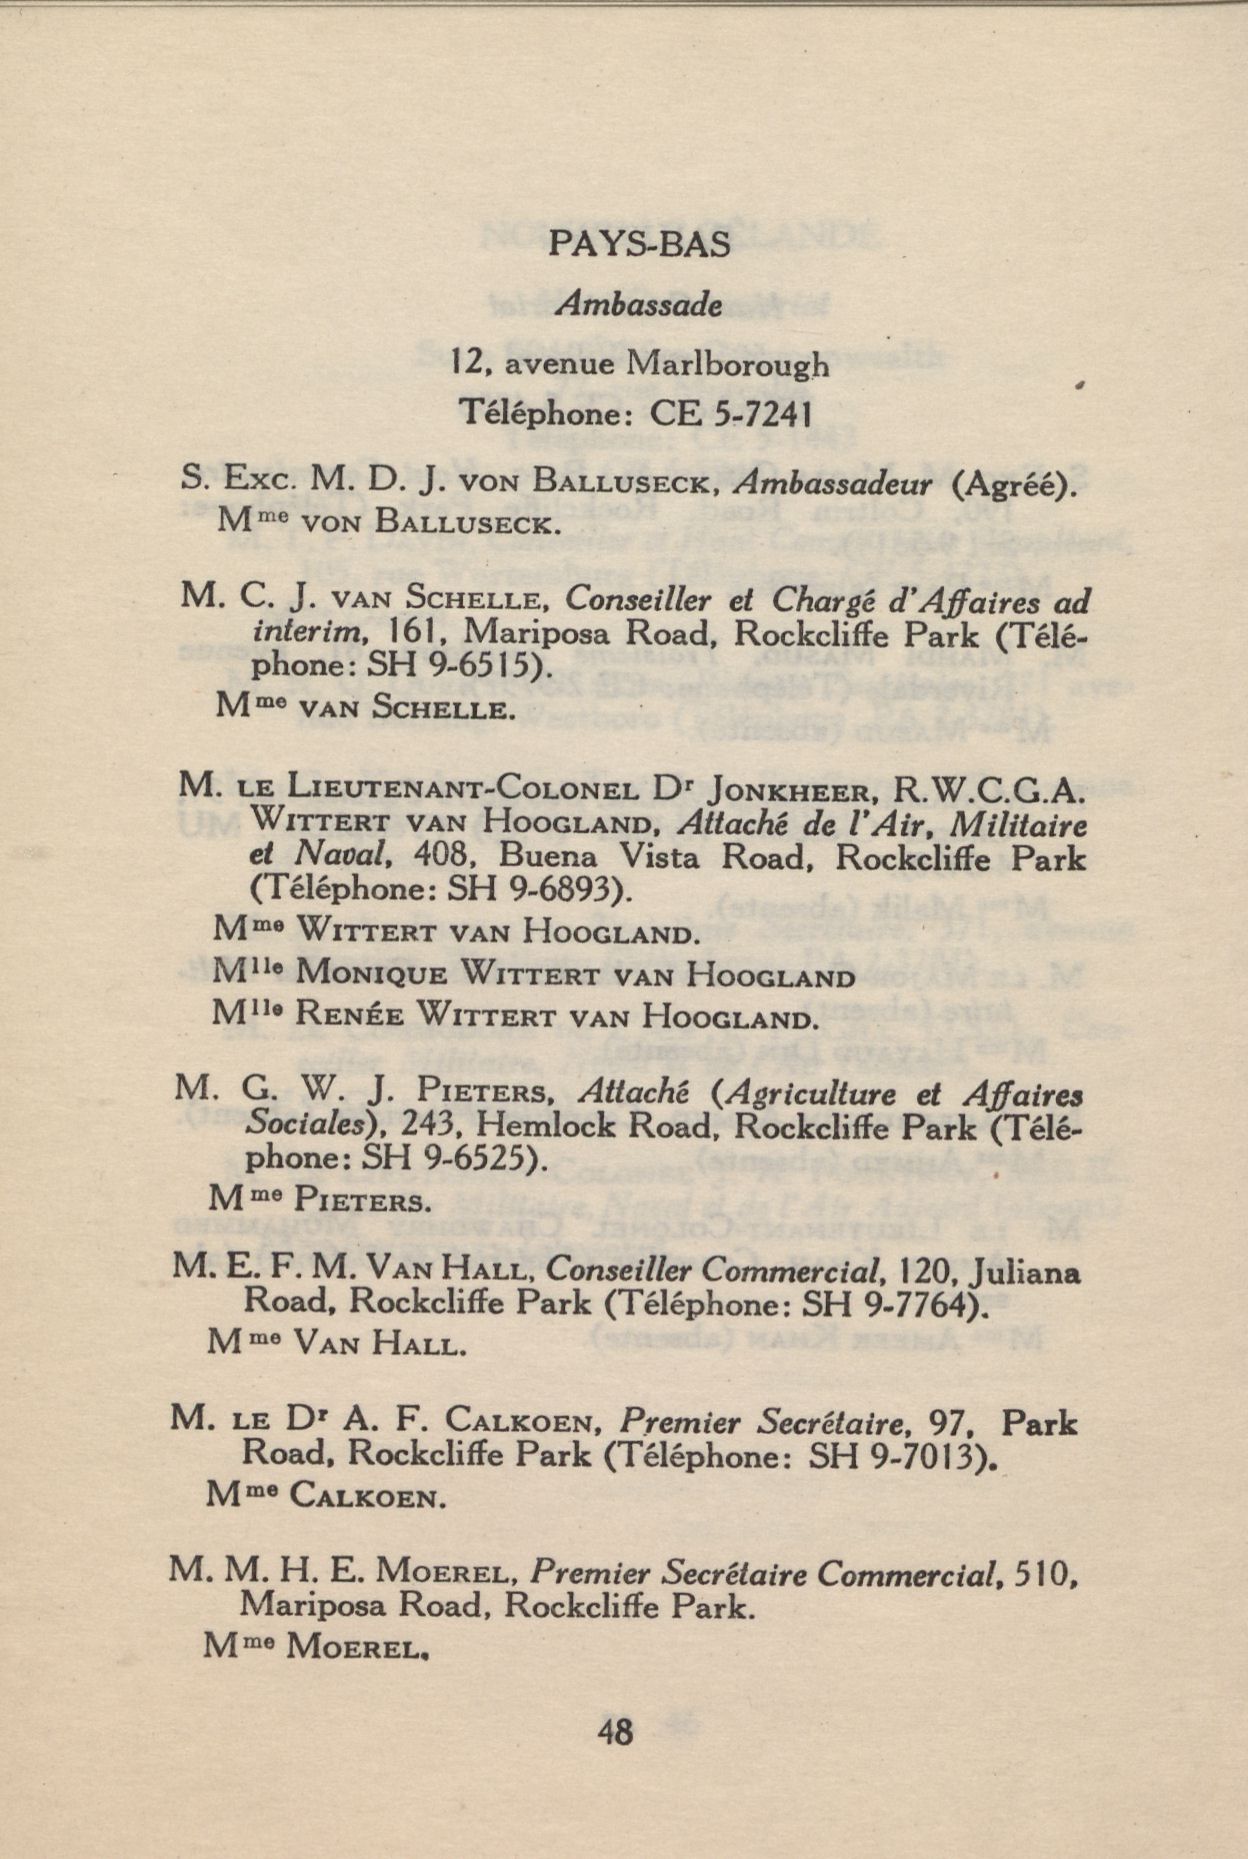 PAYS-BAS
Ambassade
12, avenue Marlborough
Téléphone: CE 5-7241
S. Exc. M. D. J. von Balluseck, Ambassadeur (Agréé).
Mme von Balluseck.
M. C. J. van Schelle, Conseiller et Chargé d'Affaires ad
interim, 161, Mariposa Road, Rockcliffe Park (Télé-
phone: SH 9-6515).
Mme van Schelle.
M. le Lieutenant-Colonel Dr Jonkheer, R.W.C.G.A.
Wittert van Hoogland, Attaché de l'Air, Militaire
et Naval, 408, Buena Vista Road, Rockcliffe Park
(Téléphone: SH 9-6893).
Mme Wittert van Hoogland.
Mlle Monique Wittert van Hoogland
Mlle Renée Wittert van Hoogland.
M. G. W. J. Pieters, Attaché (Agriculture et Affaires
Sociales), 243, Hemlock Road, Rockcliffe Park (Télé-
phone: SH 9-6525).
Mme Pieters.
M. E. F. M. Van Hall, Conseiller Commercial, 120, Juliana
Road, Rockcliffe Park (Téléphone: SH 9-7764).
Mme Van Hall.
M. le Dr A. F. Calkoen, Premier Secrétaire, 97, Park
Road, Rockcliffe Park (Téléphone: SH 9-7013).
Mme Calkoen.
M. M. H. E. Moerel, Premier Secrétaire Commercial, 510,
Mariposa Road, Rockcliffe Park.
Mme Moerel.
48